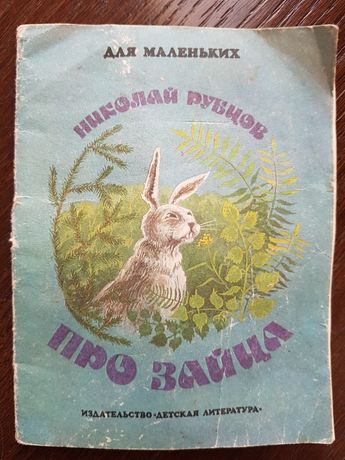 ДЛЯ МАЛЕНЬКИХ
НИКОЛАЙ РУБЦОВ
ПРО ЗАЙЦА
ИЗДАТЕЛЬСТВО «ДЕТСКАЯ ЛИТЕРАТУРА»